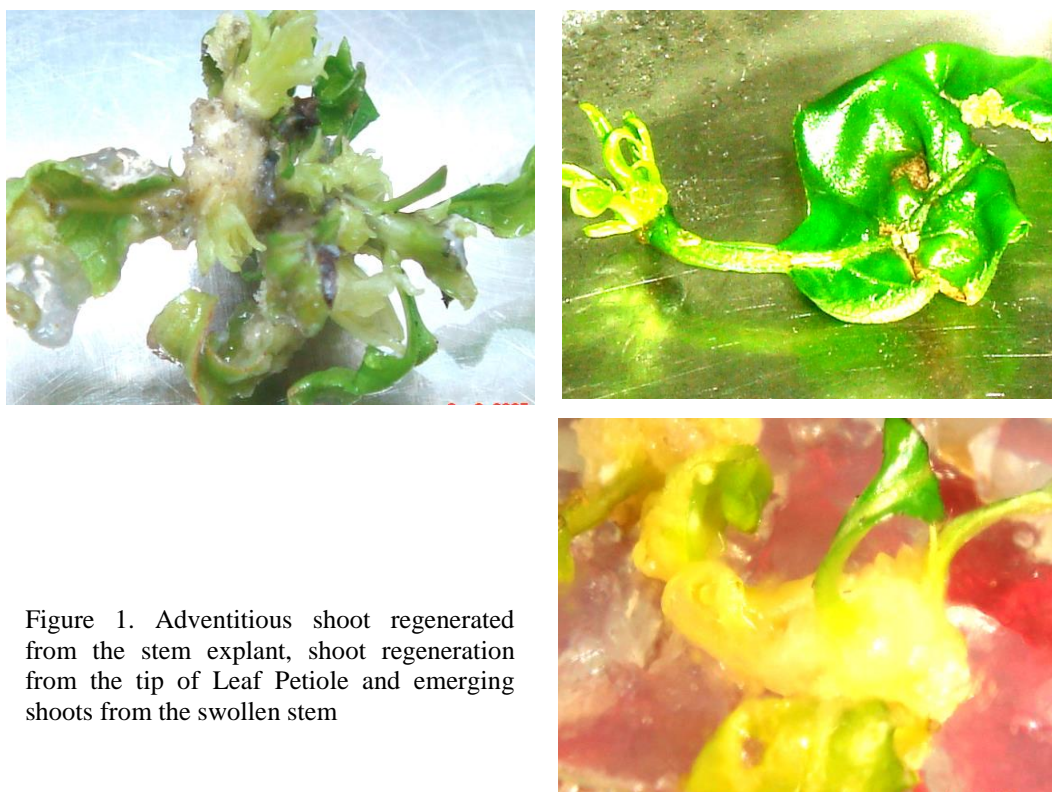 Figure 1. Adventitious shoot regenerated
from the stem explant, shoot regeneration
from the tip of Leaf Petiole and emerging
shoots from the swollen stem